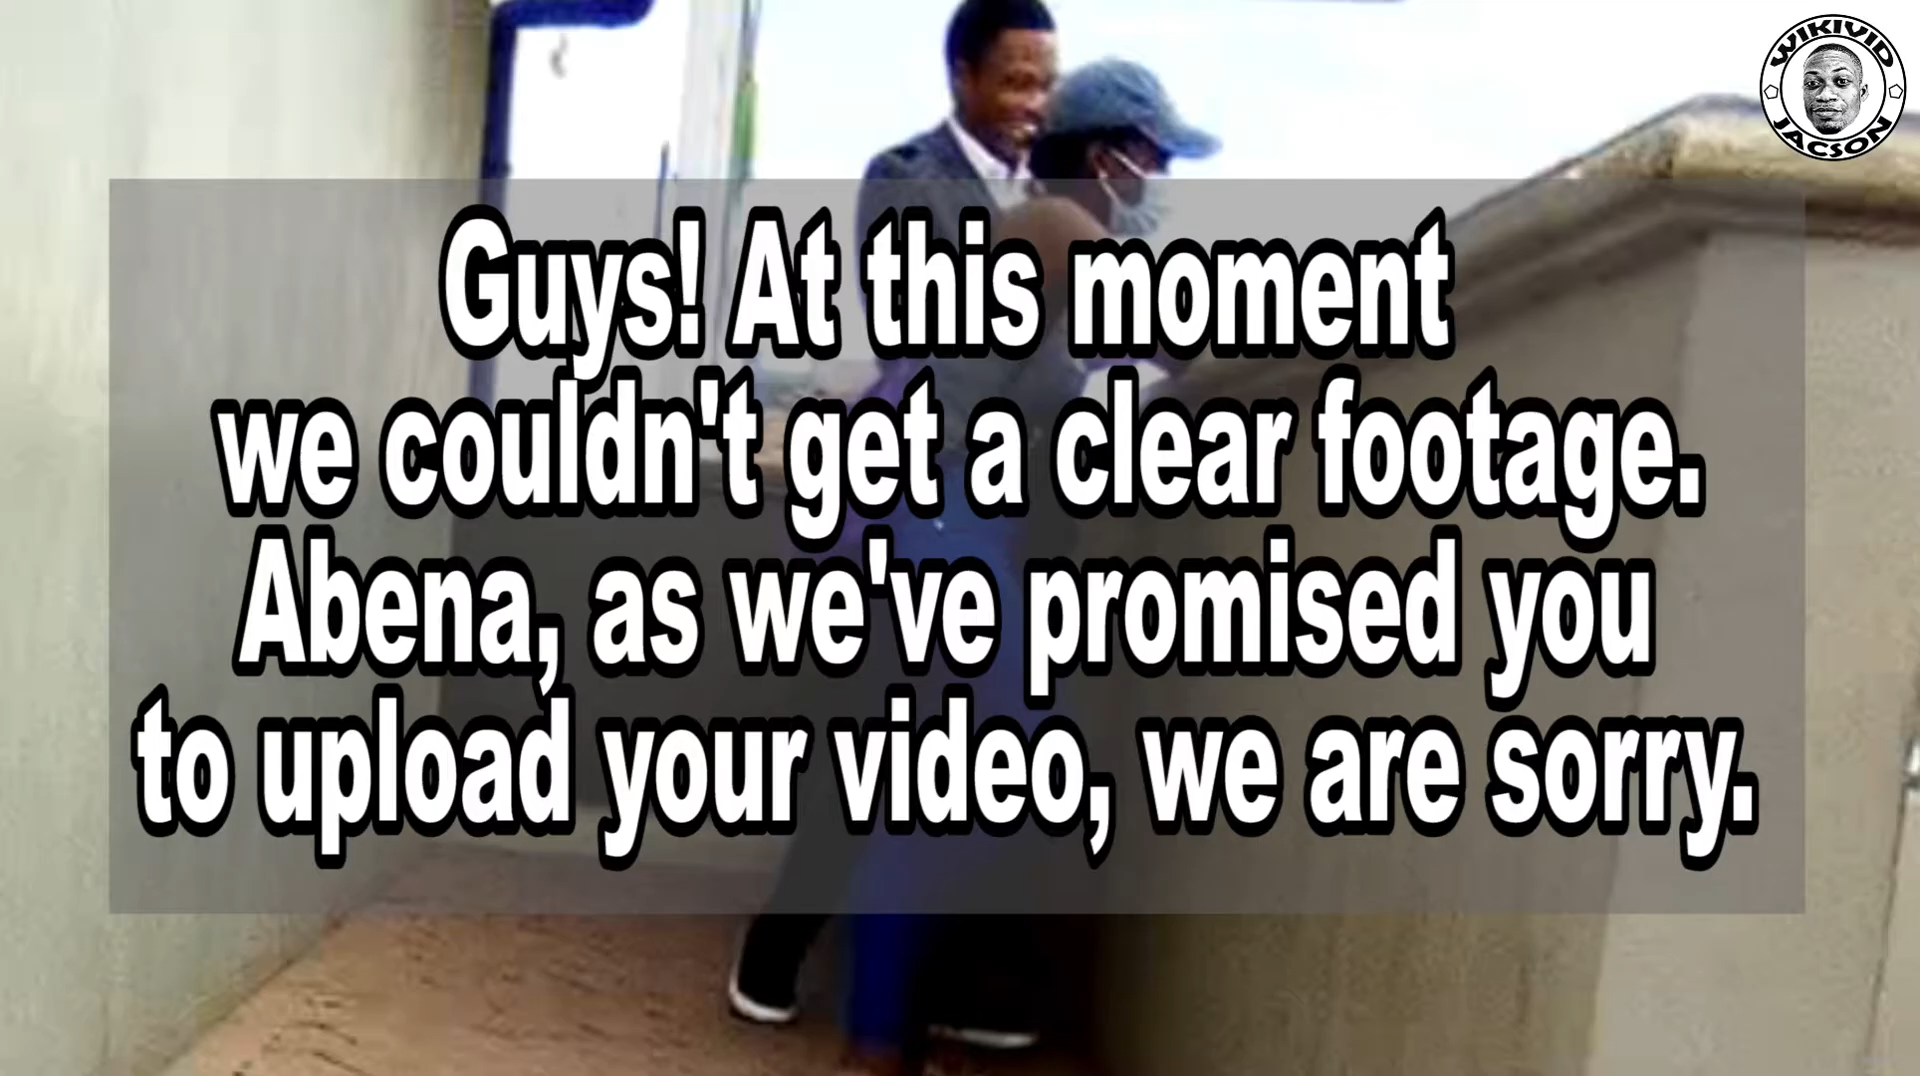 WIKIVID
JACSON
Guys! At this moment
we couldn't get a clear footage.
Abena, as we've promised you
to upload your video, we are sorry.